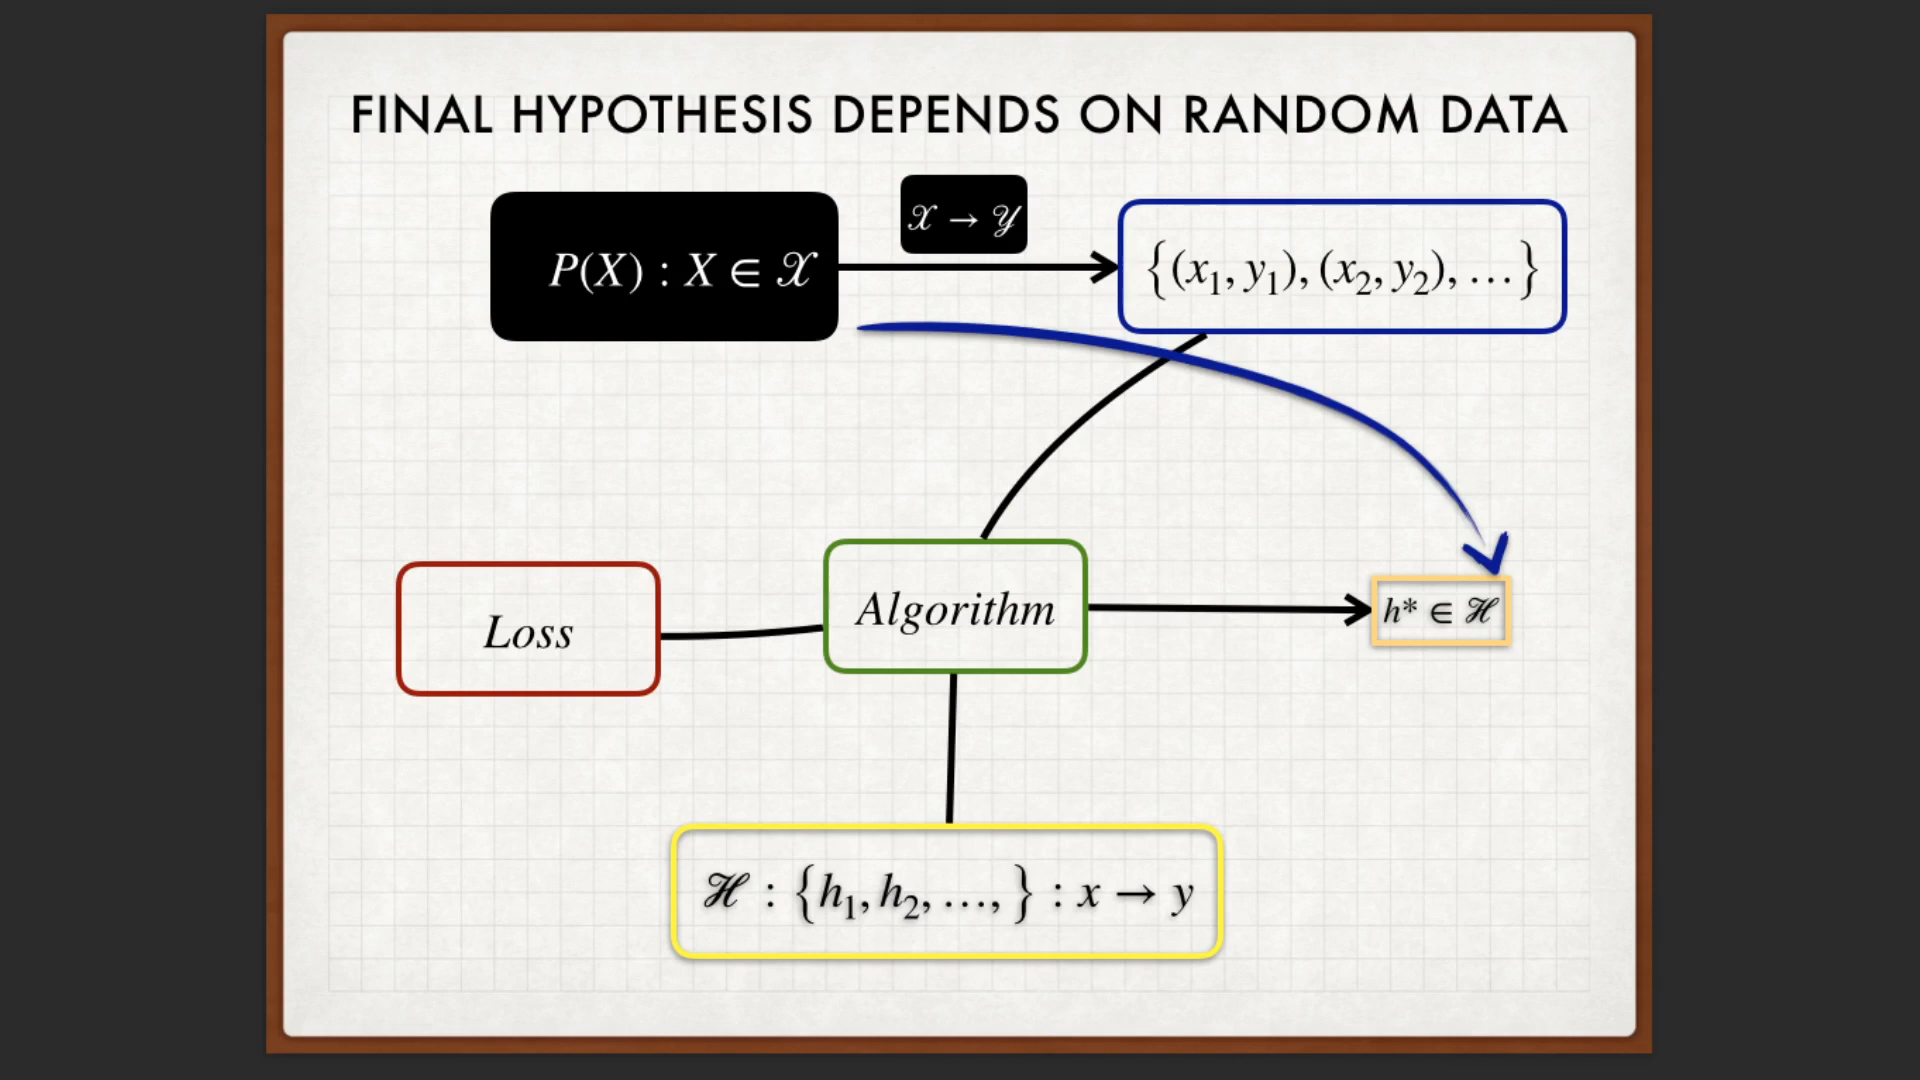 FINAL HYPOTHESIS DEPENDS ON RANDOM DATA
𝒳 → 𝒴
P(X) : X ∈ 𝒳
{(x₁, y₁), (x₂, y₂), …}
Loss
Algorithm
h* ∈ ℋ
ℋ : {h₁, h₂, …, } : x → y